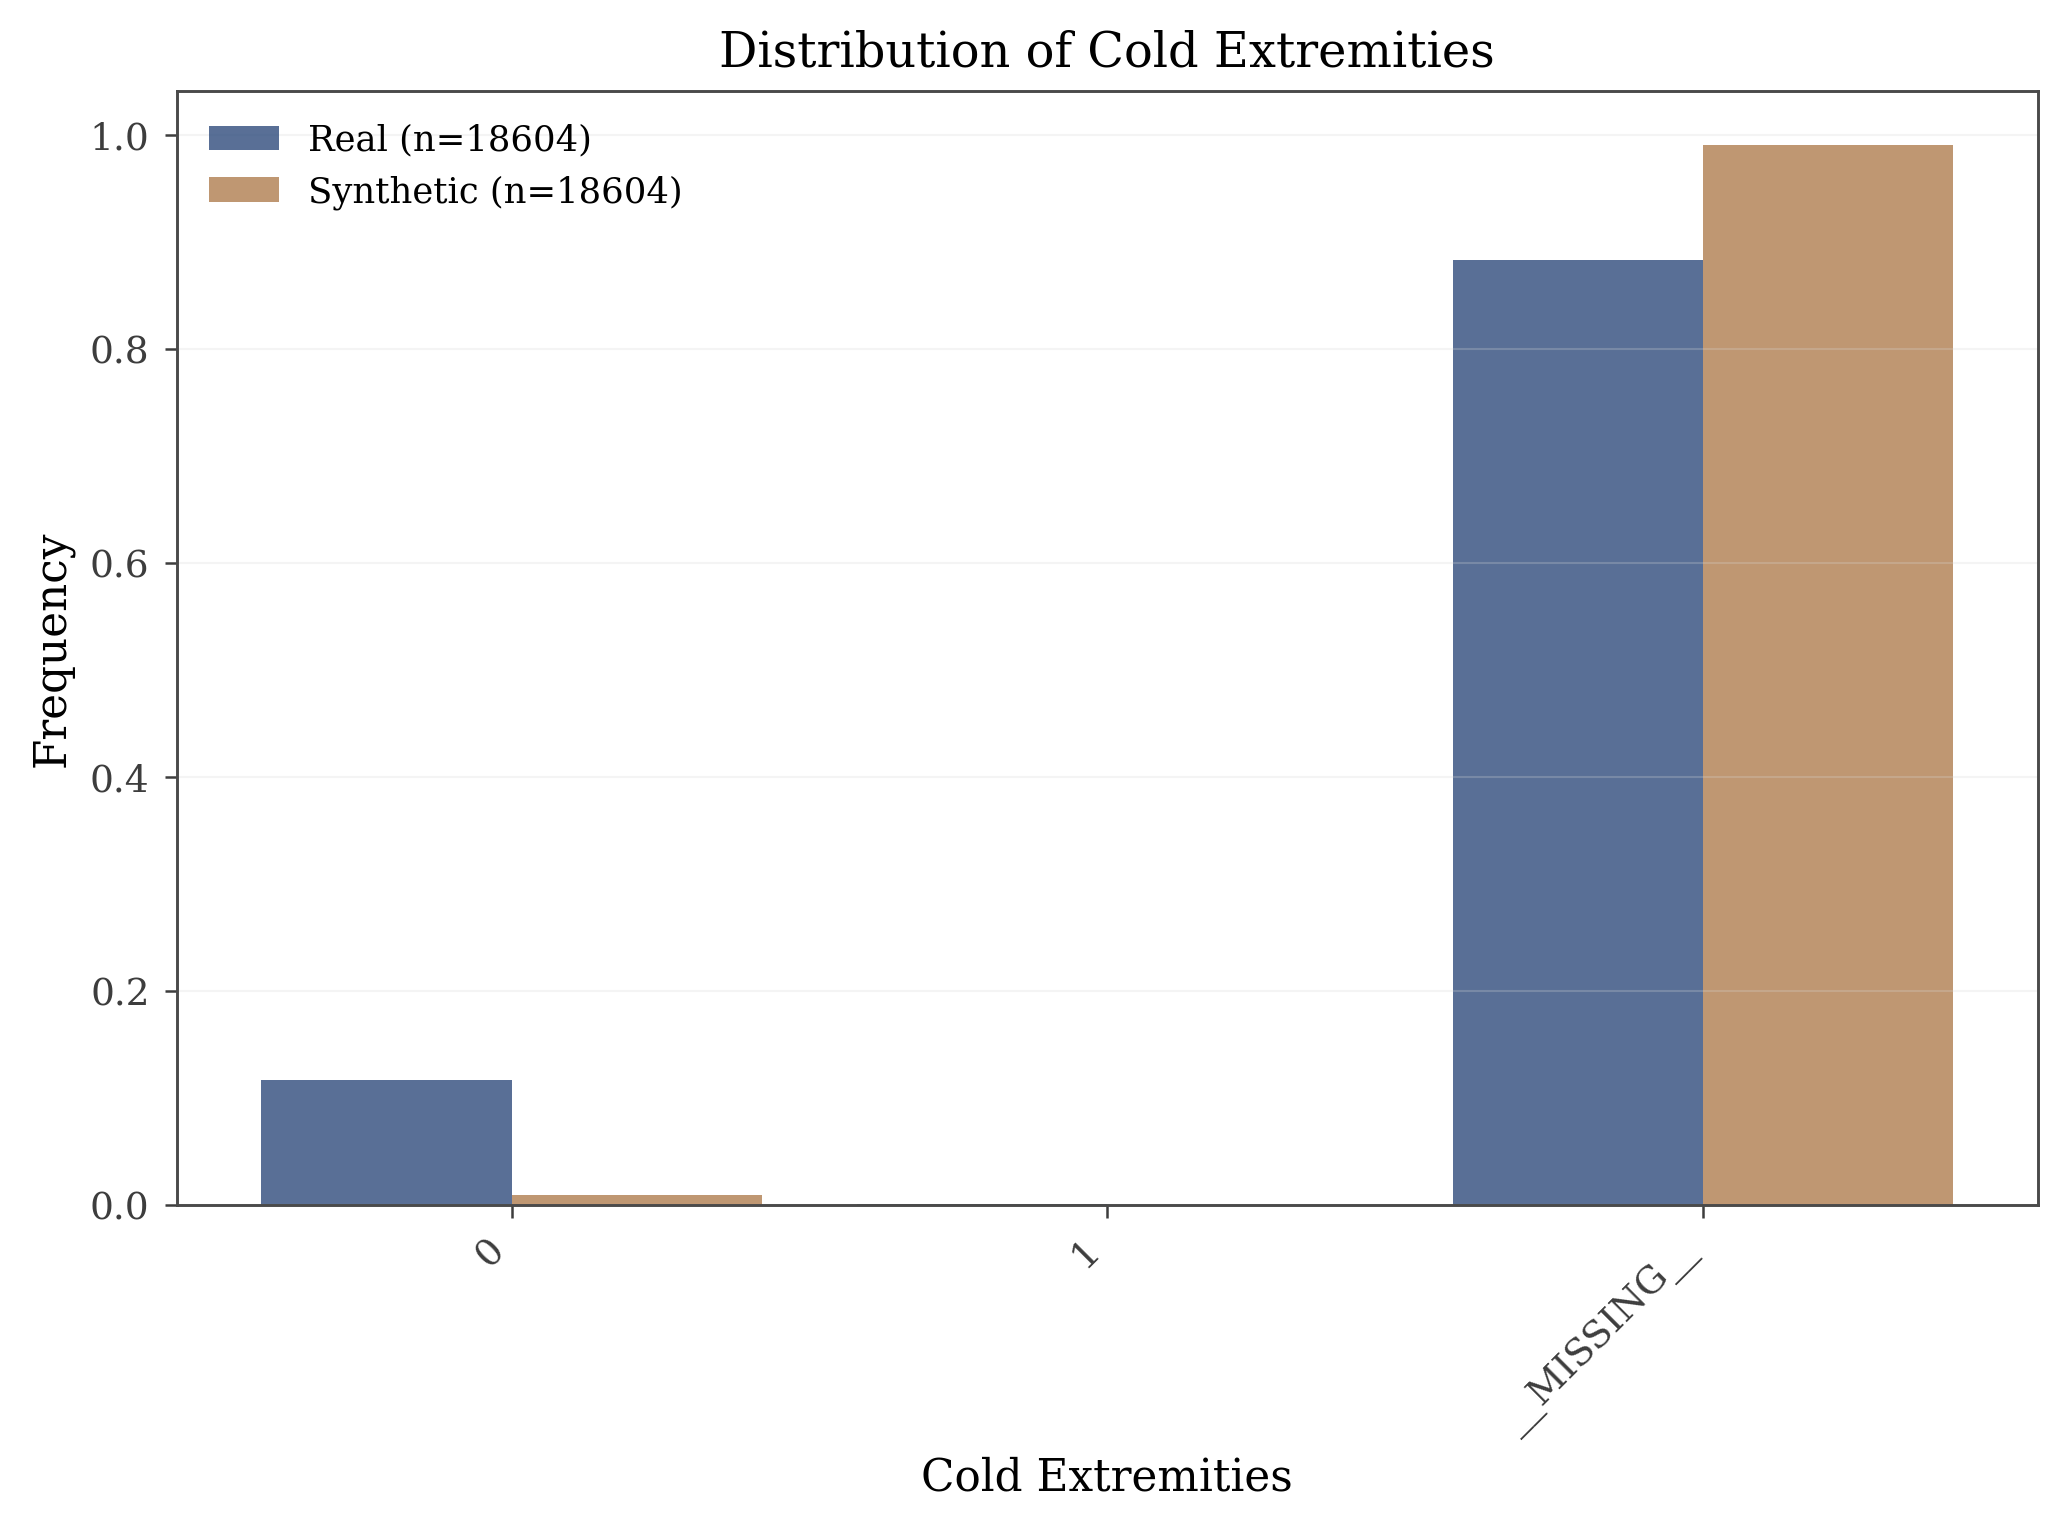 Distribution of Cold Extremities
Real (n=18604)
Synthetic (n=18604)
Frequency
1.0
0.8
0.6
0.4
0.2
0.0
0
1
__MISSING__
Cold Extremities